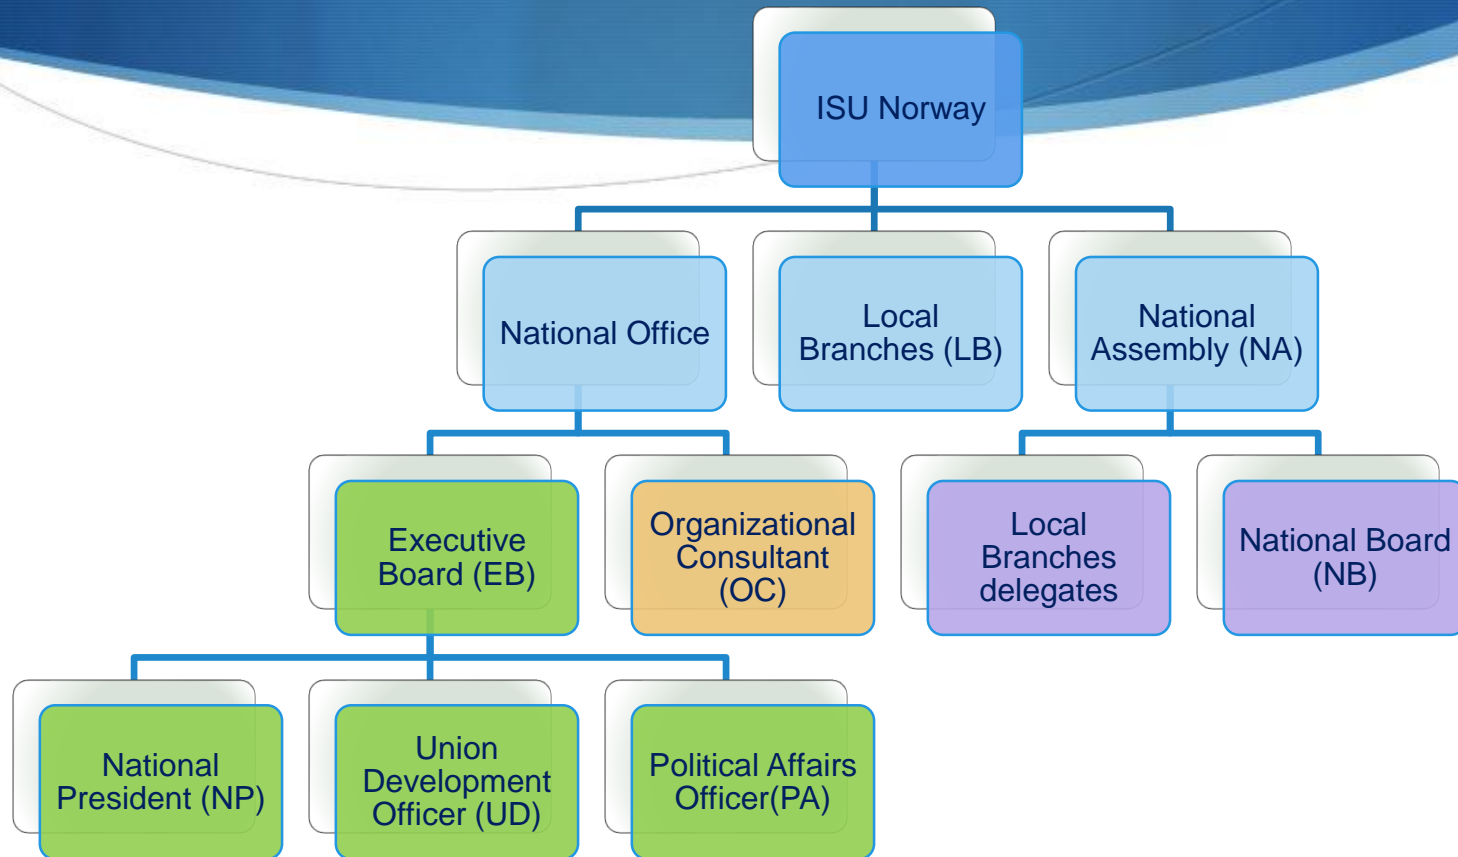 ISU Norway
National Office
Local
Branches (LB)
National
Assembly (NA)
Executive
Board (EB)
Organizational
Consultant
(OC)
Local
Branches
delegates
National Board
(NB)
National
President (NP)
Union
Development
Officer (UD)
Political Affairs
Officer(PA)